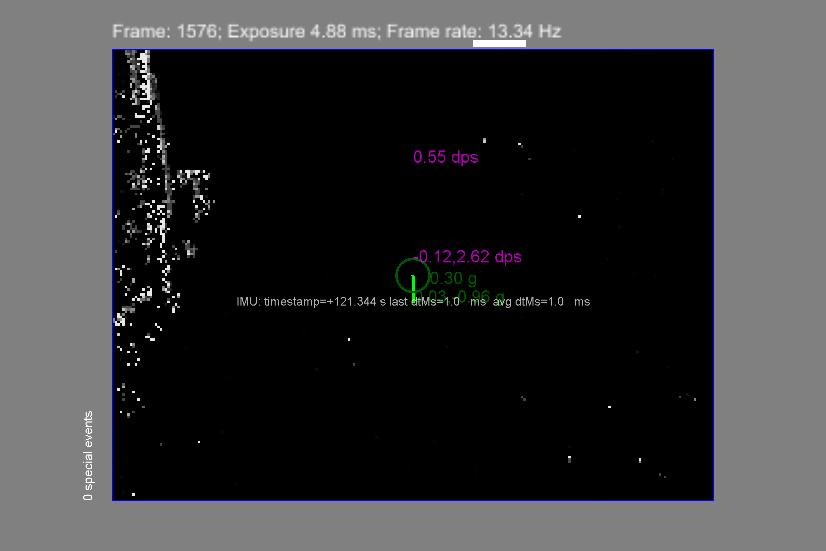 Frame: 1576; Exposure 4.88 ms; Frame rate: 13.34 Hz
0.55 dps
-0.12,2.62 dps
0.30 g
0.03,-0.96 g
IMU: timestamp=+121.344 s last dtMs=1.0 ms avg dtMs=1.0 ms
0 special events